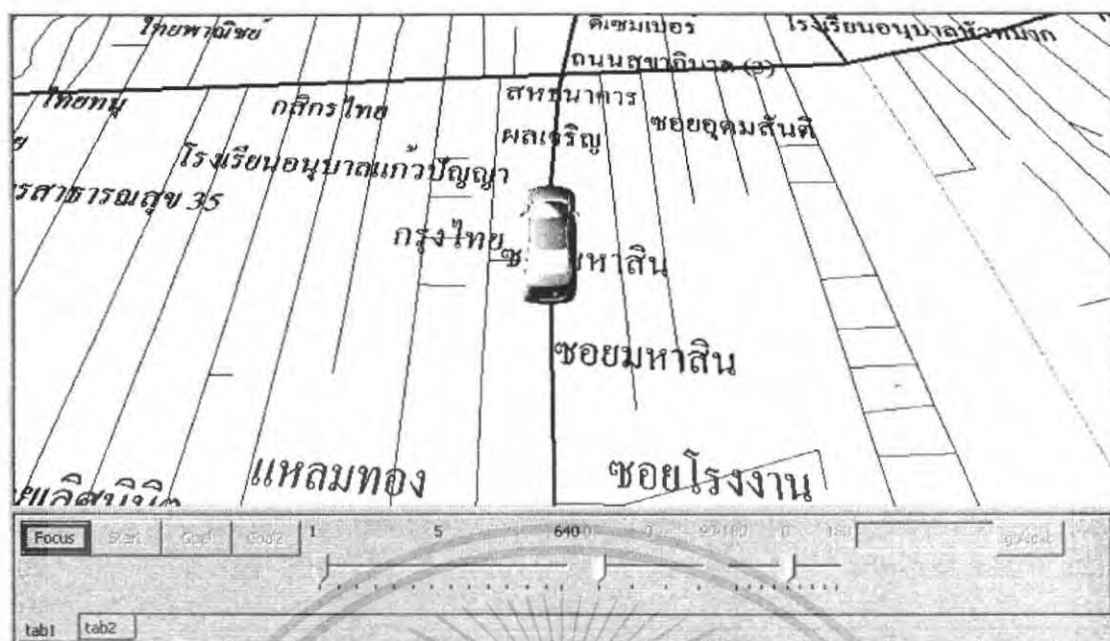 ไทยพาณิชย์
ดิเซมเบอร์
โรงเรียนอนุบาลหัวหมาก
ถนนสุขาภิบาล (3)
ไทยทนุ
กสิกรไทย
สหธนาคาร
ซอยอุดมสันติ
ผลเจริญ
โรงเรียนอนุบาลแก้วปัญญา
รสาธารณสุข 35
กรุงไทย
มหาสิน
ซอยมหาสิน
แหลมทอง
ซอยโรงงาน
Focus Start Goal Goal2 1 5 640 0 90 -180 0 180
tab1 tab2